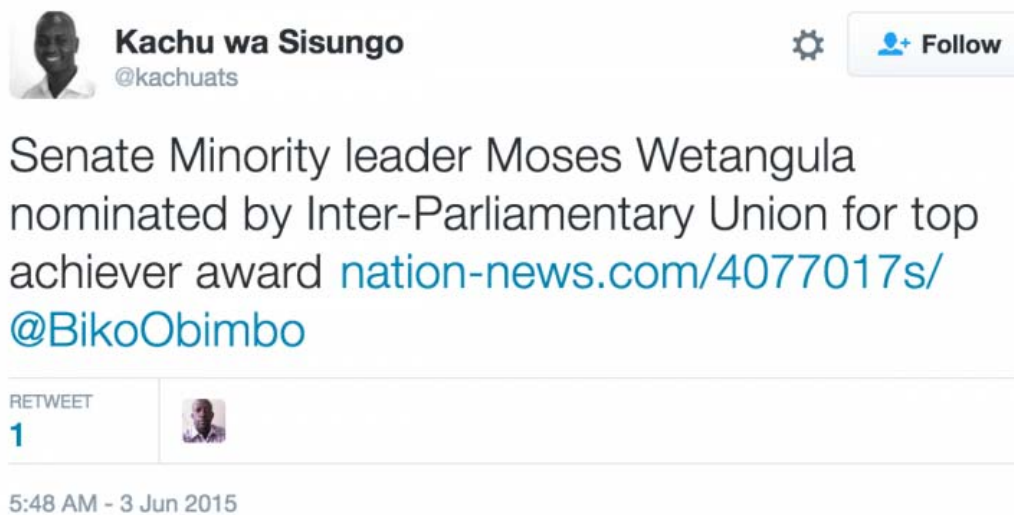 Kachu wa Sisungo
@kachuats
Follow
Senate Minority leader Moses Wetangula
nominated by Inter-Parliamentary Union for top
achiever award nation-news.com/4077017s/
@BikoObimbo
RETWEET
1
5:48 AM - 3 Jun 2015